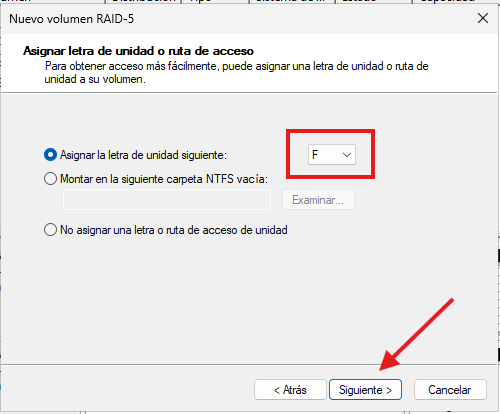 Nuevo volumen RAID-5
Asignar letra de unidad o ruta de acceso
Para obtener acceso más fácilmente, puede asignar una letra de unidad o ruta de
unidad a su volumen.
Asignar la letra de unidad siguiente: F
Montar en la siguiente carpeta NTFS vacía:
Examinar...
No asignar una letra o ruta de acceso de unidad
< Atrás Siguiente > Cancelar